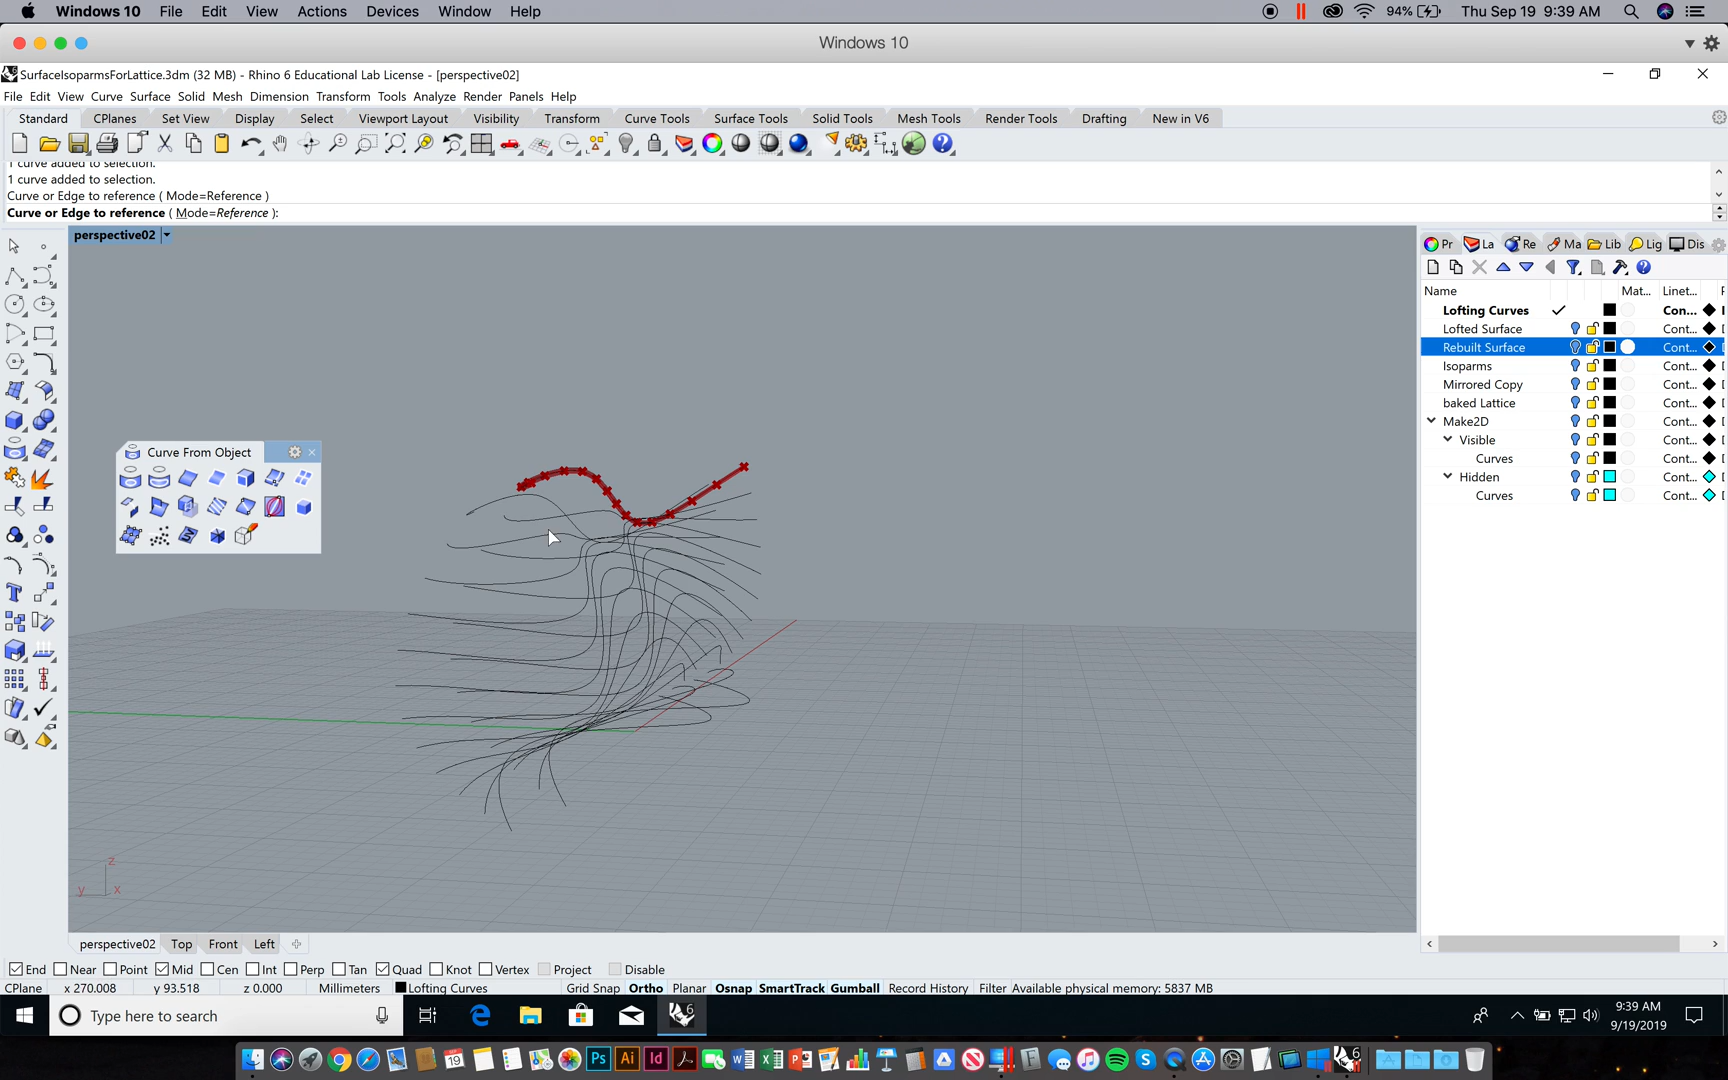 Windows 10 File Edit View Actions Devices Window Help 94% Thu Sep 19 9:39 AM
Windows 10
SurfaceIsoparmsForLattice.3dm (32 MB) - Rhino 6 Educational Lab License - [perspective02]
File Edit View Curve Surface Solid Mesh Dimension Transform Tools Analyze Render Panels Help
Standard CPlanes Set View Display Select Viewport Layout Visibility Transform Curve Tools Surface Tools Solid Tools Mesh Tools Render Tools Drafting New in V6
1 curve added to selection.
1 curve added to selection.
Curve or Edge to reference ( Mode=Reference )
Curve or Edge to reference ( Mode=Reference ):
perspective02
Pr La Re Ma Lib Lig Dis
Name Mat... Linet... P
Lofting Curves Con...
Lofted Surface Cont...
Rebuilt Surface Cont...
Isoparms Cont...
Mirrored Copy Cont...
baked Lattice Cont...
Make2D Cont...
Visible Cont...
Curves Cont...
Hidden Cont...
Curves Cont...
Curve From Object
z
y x
perspective02 Top Front Left
End Near Point Mid Cen Int Perp Tan Quad Knot Vertex Project Disable
CPlane x 270.008 y 93.518 z 0.000 Millimeters Lofting Curves Grid Snap Ortho Planar Osnap SmartTrack Gumball Record History Filter Available physical memory: 5837 MB
Type here to search
9:39 AM
9/19/2019